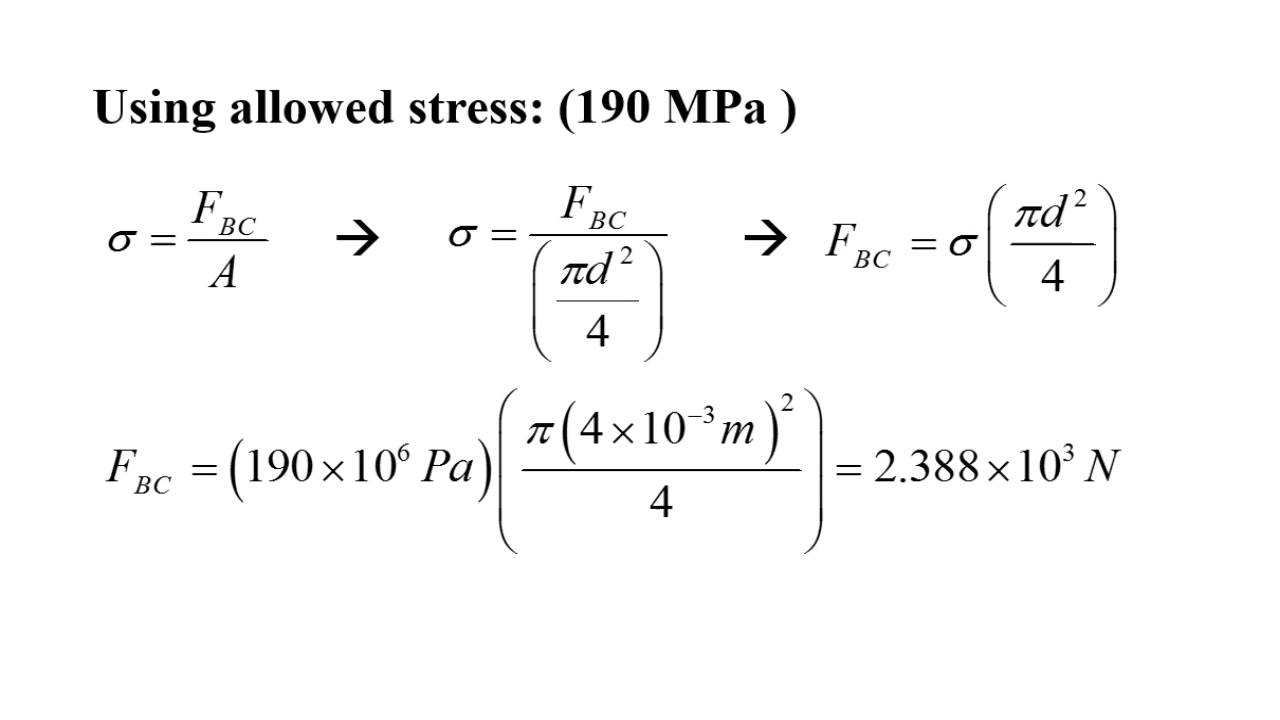 Using allowed stress: (190 MPa )
σ = F_BC / A → σ = F_BC / (πd² / 4) → F_BC = σ (πd² / 4)
F_BC = (190×10⁶ Pa) (π(4×10⁻³ m)² / 4) = 2.388×10³ N